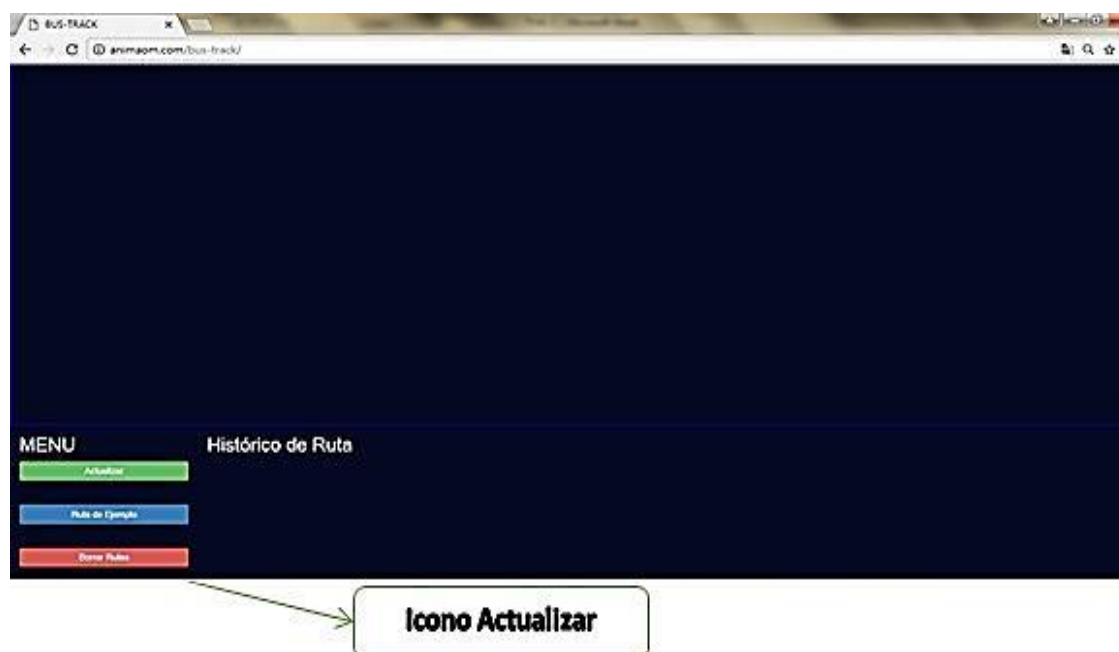 BUS-TRACK
animaom.com/bus-track/
MENU
Histórico de Ruta
Actualizar
Ruta de Ejemplo
Borrar Rutas
Icono Actualizar